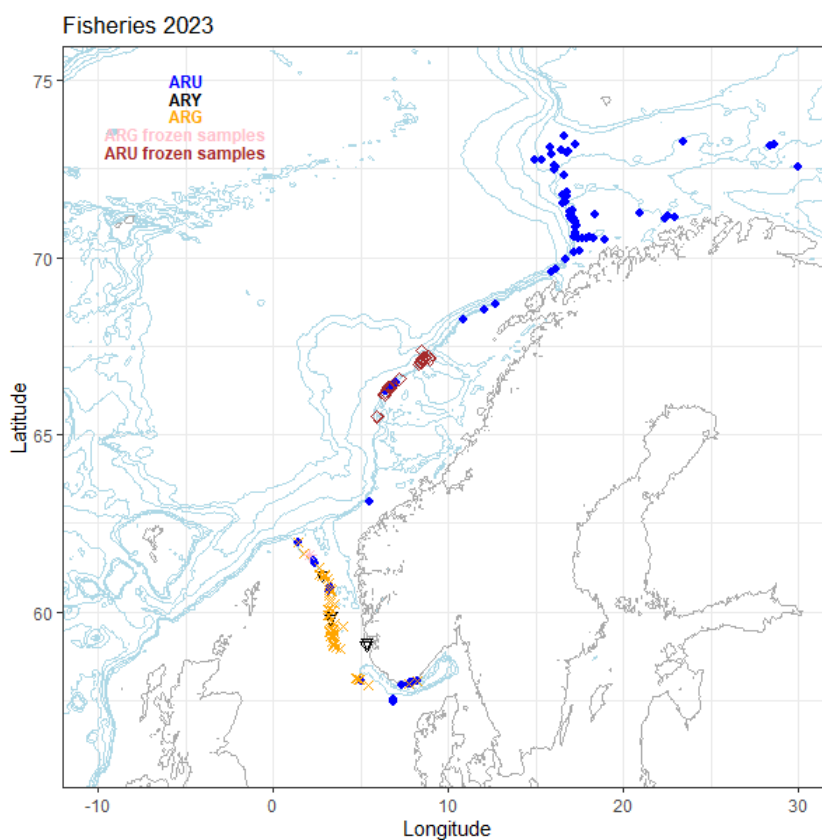 Fisheries 2023
ARU
ARY
ARG
ARG frozen samples
ARU frozen samples
75
70
65
60
Latitude
-10
0
10
20
30
Longitude